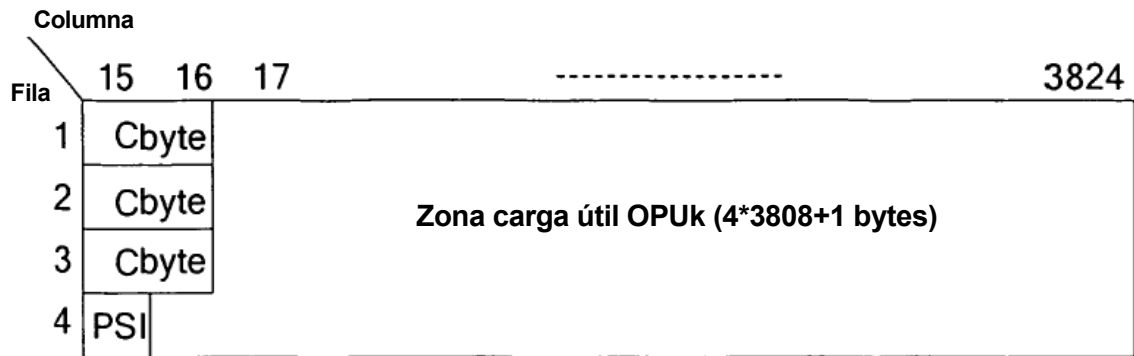 Columna
15 16 17 3824
Fila
1 Cbyte
2 Cbyte
Zona carga útil OPUk (4*3808+1 bytes)
3 Cbyte
4 PSI